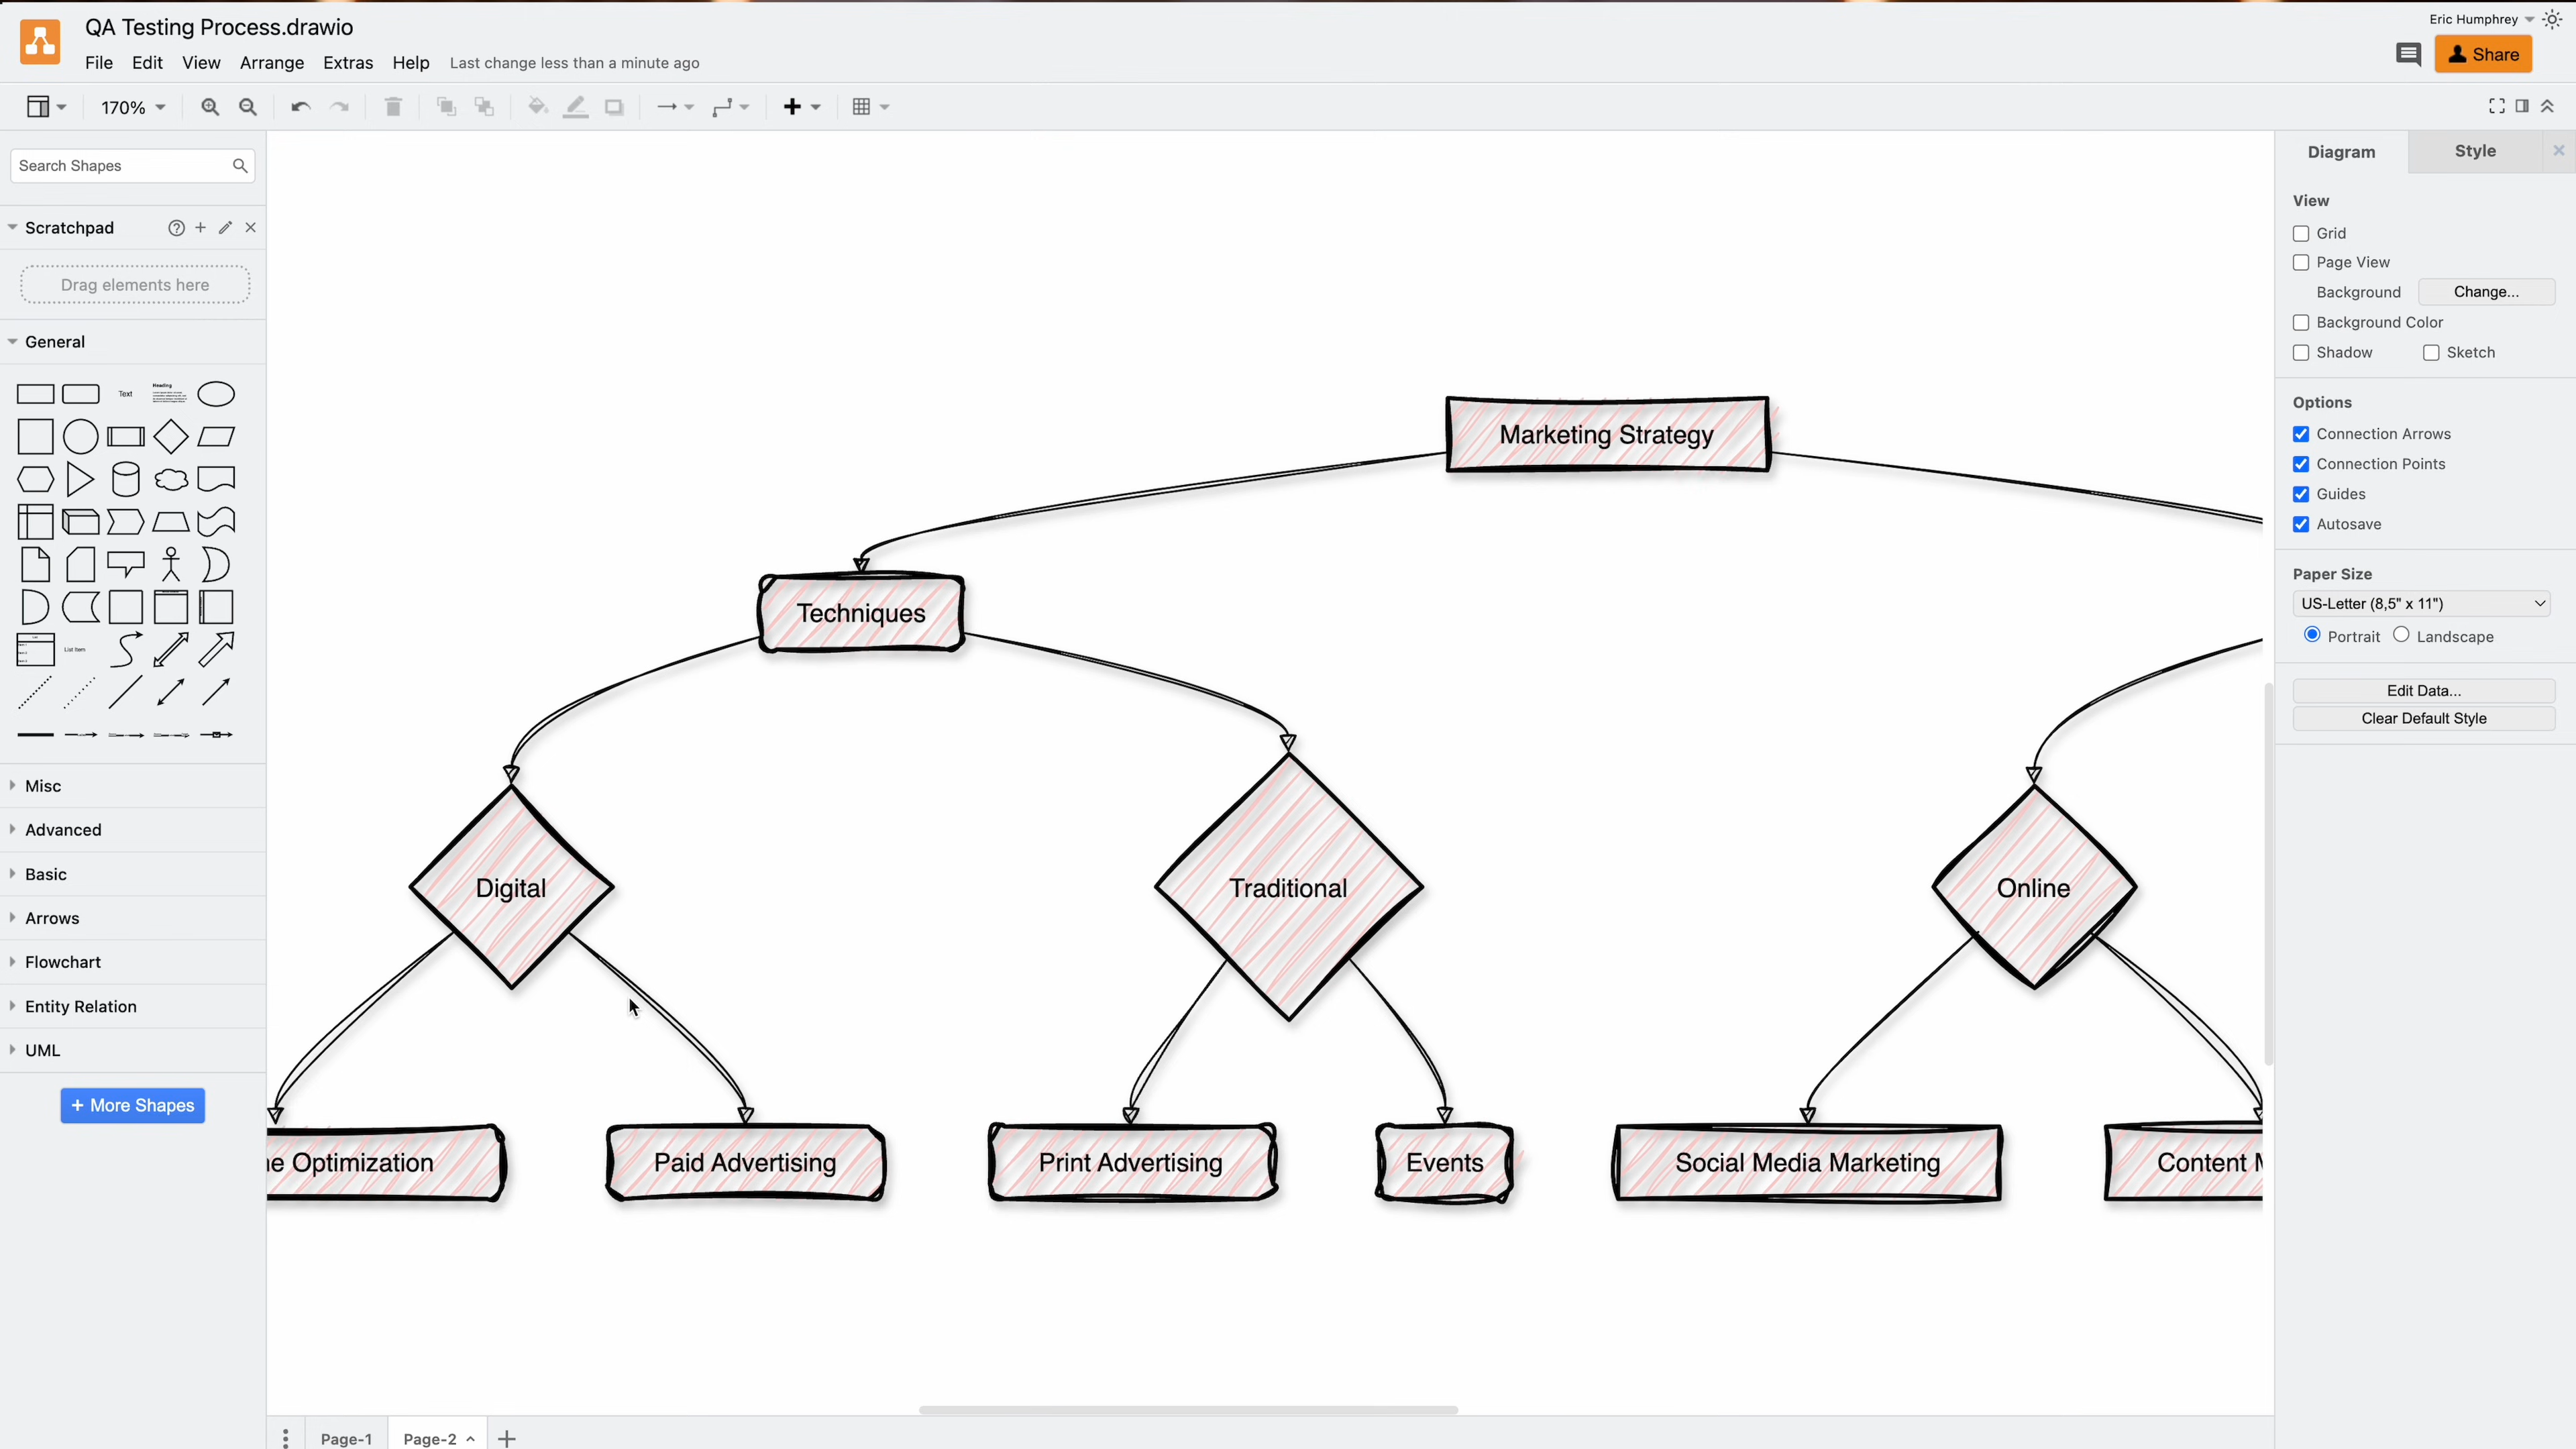 QA Testing Process.drawio
Eric Humphrey
File Edit View Arrange Extras Help Last change less than a minute ago
Share
170%
Search Shapes
Scratchpad
Drag elements here
General
Text
Heading
List Item
Misc
Advanced
Basic
Arrows
Flowchart
Entity Relation
UML
+ More Shapes
Marketing Strategy
Techniques
Digital
Traditional
Online
e Optimization
Paid Advertising
Print Advertising
Events
Social Media Marketing
Content
Page-1
Page-2
Diagram
Style
View
Grid
Page View
Background
Change...
Background Color
Shadow
Sketch
Options
Connection Arrows
Connection Points
Guides
Autosave
Paper Size
US-Letter (8,5" x 11")
Portrait
Landscape
Edit Data...
Clear Default Style